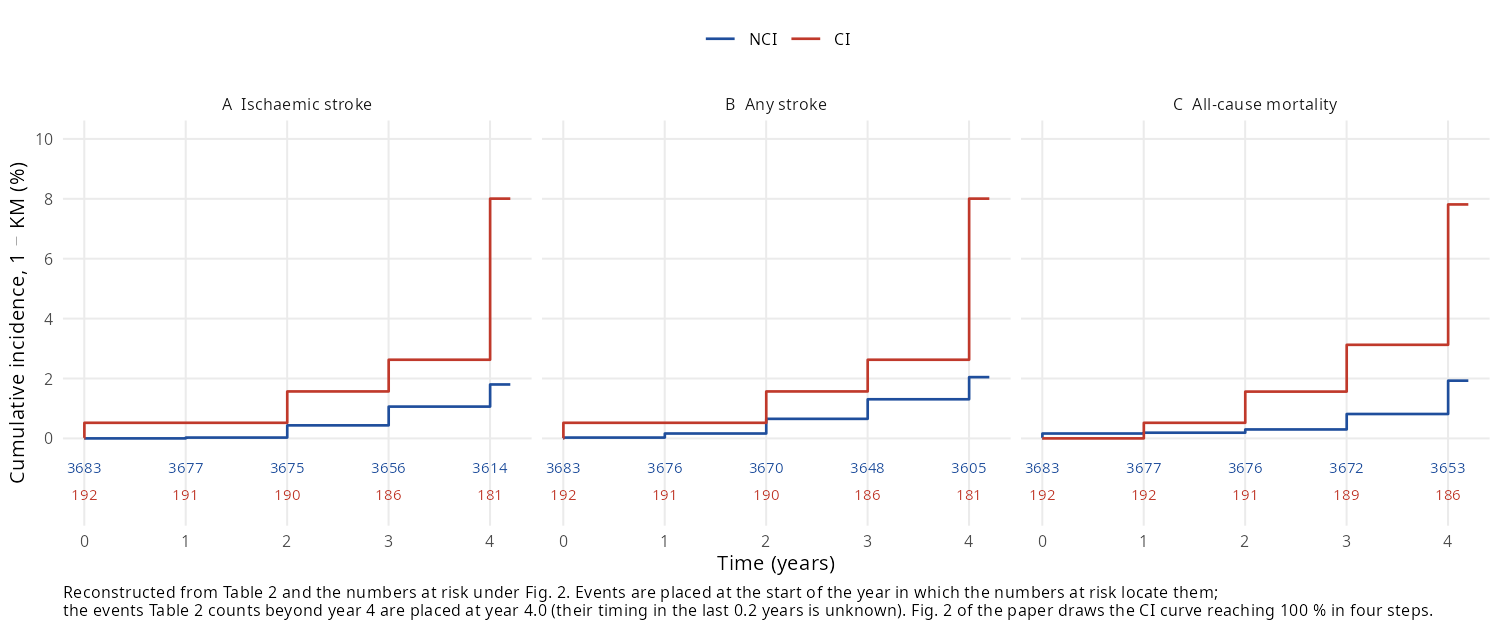 NCI CI
A Ischaemic stroke
B Any stroke
C All-cause mortality
Cumulative incidence, 1 − KM (%)
10
8
6
4
2
0
3683 3677 3675 3656 3614
192 191 190 186 181
0 1 2 3 4
3683 3676 3670 3648 3605
192 191 190 186 181
0 1 2 3 4
3683 3677 3676 3672 3653
192 192 191 189 186
0 1 2 3 4
Time (years)
Reconstructed from Table 2 and the numbers at risk under Fig. 2. Events are placed at the start of the year in which the numbers at risk locate them;
the events Table 2 counts beyond year 4 are placed at year 4.0 (their timing in the last 0.2 years is unknown). Fig. 2 of the paper draws the CI curve reaching 100 % in four steps.